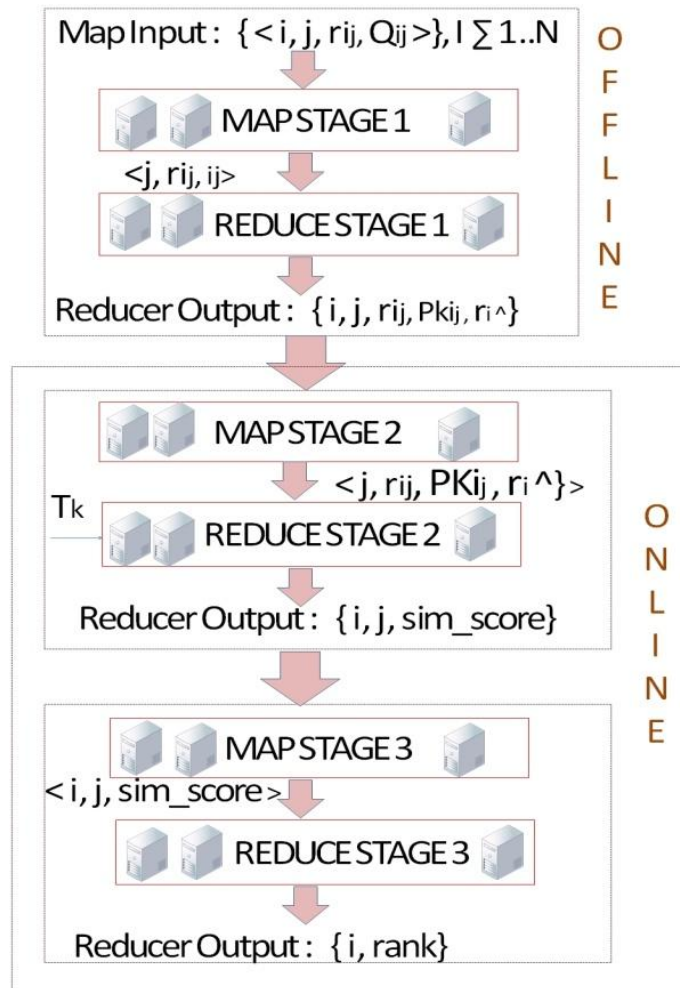 Map Input : {< i, j, rij, Qij >}, I ∑ 1..N
MAP STAGE 1
<j, rij, ij>
REDUCE STAGE 1
Reducer Output : {i, j, rij, Pkij, ri^}
OFFLINE
MAP STAGE 2
<j, rij, PKij, ri^}>
Tk
REDUCE STAGE 2
Reducer Output : {i, j, sim_score}
ONLINE
MAP STAGE 3
< i, j, sim_score >
REDUCE STAGE 3
Reducer Output : {i, rank}